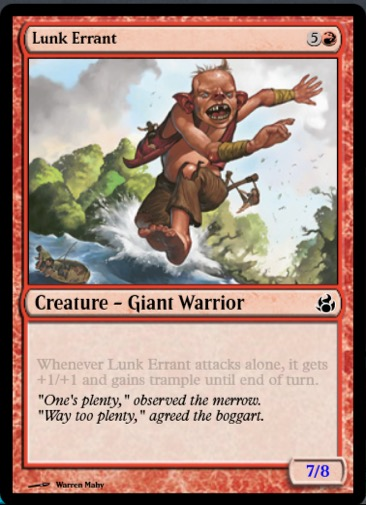 Lunk Errant
5
Creature – Giant Warrior
Whenever Lunk Errant attacks alone, it gets
+1/+1 and gains trample until end of turn.
"One's plenty," observed the merrow.
"Way too plenty," agreed the boggart.
7/8
Warren Mahy